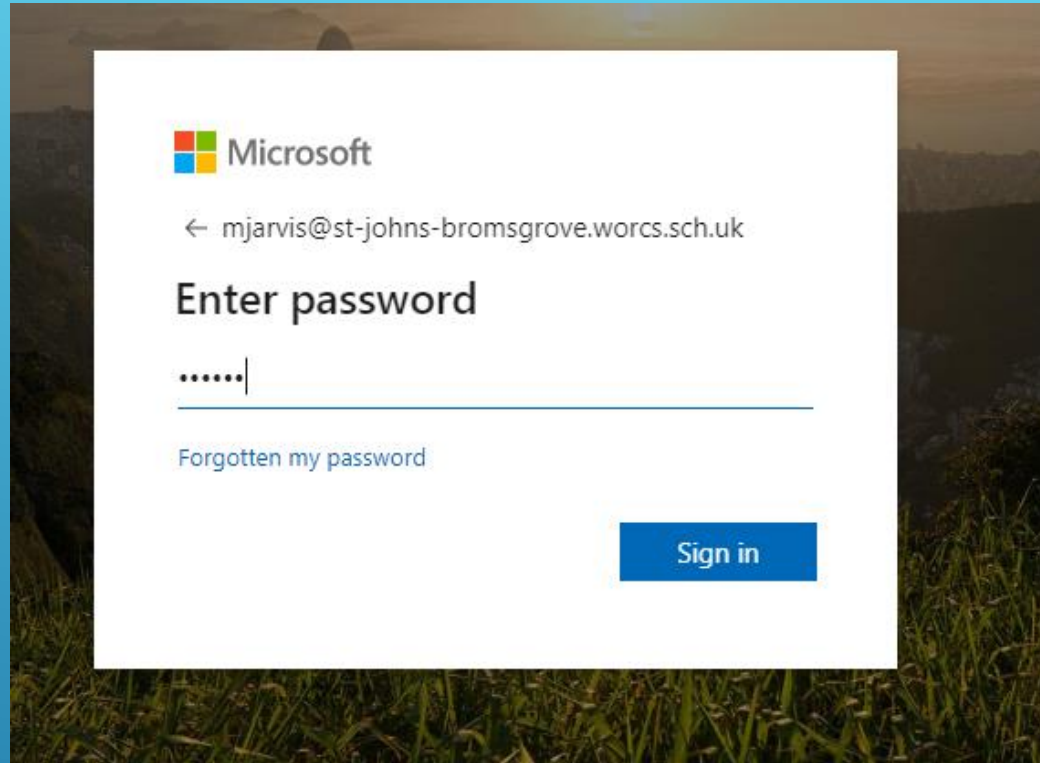 Microsoft
← mjarvis@st-johns-bromsgrove.worcs.sch.uk
Enter password
••••••
Forgotten my password
Sign in